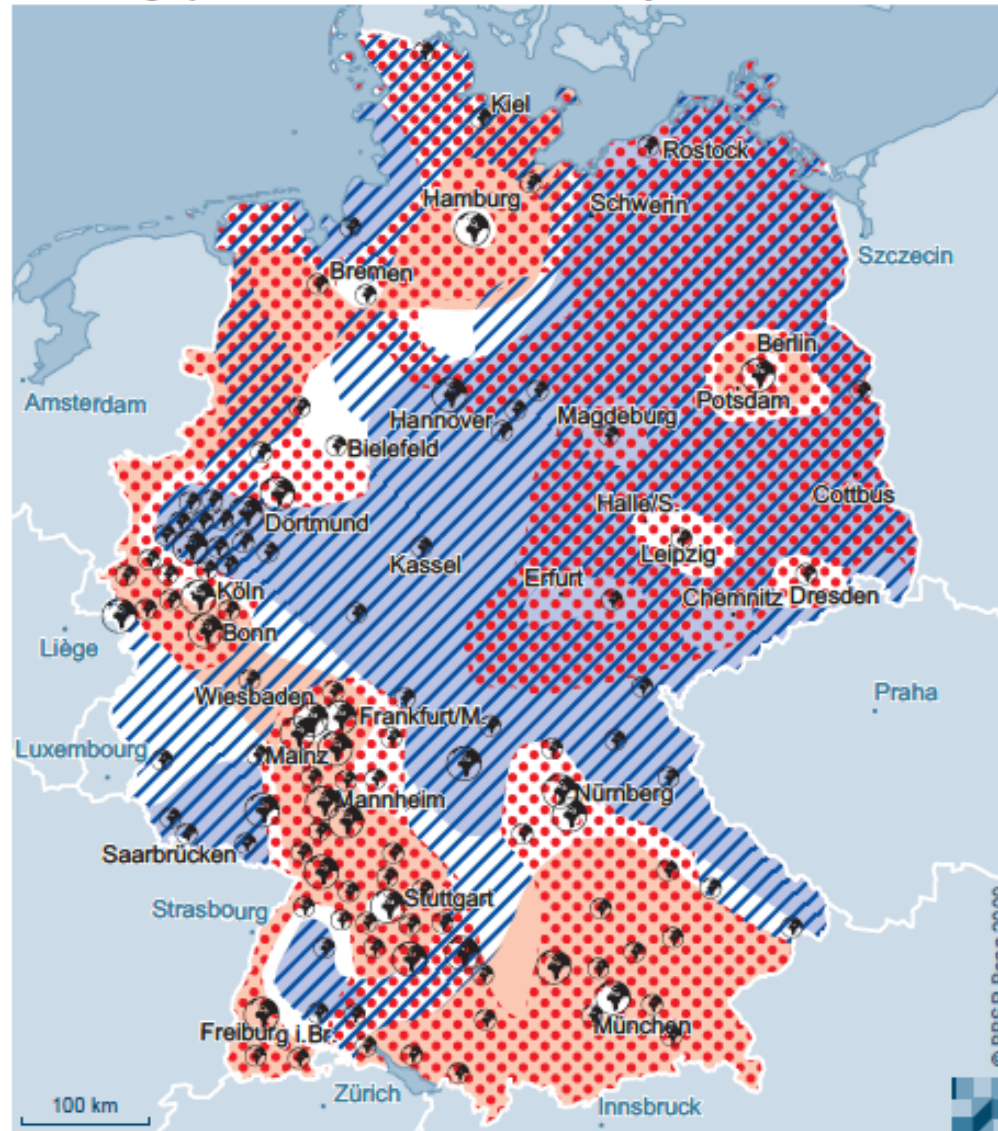 Kiel
Rostock
Hamburg
Schwerin
Szczecin
Bremen
Berlin
Amsterdam
Potsdam
Hannover
Magdeburg
Bielefeld
Halle/S.
Cottbus
Dortmund
Leipzig
Kassel
Erfurt
Köln
Chemnitz
Dresden
Bonn
Liège
Wiesbaden
Praha
Frankfurt/M.
Luxembourg
Mainz
Nürnberg
Mannheim
Saarbrücken
Stuttgart
Strasbourg
München
Freiburg i.Br.
Zürich
100 km
Innsbruck